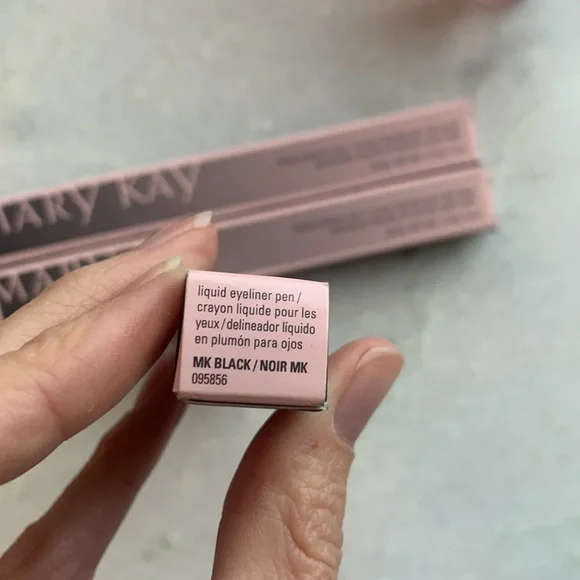 MARY KAY
MAR
liquid eyeliner pen /
crayon liquide pour les
yeux / delineador líquido
en plumón para ojos
MK BLACK / NOIR MK
095856